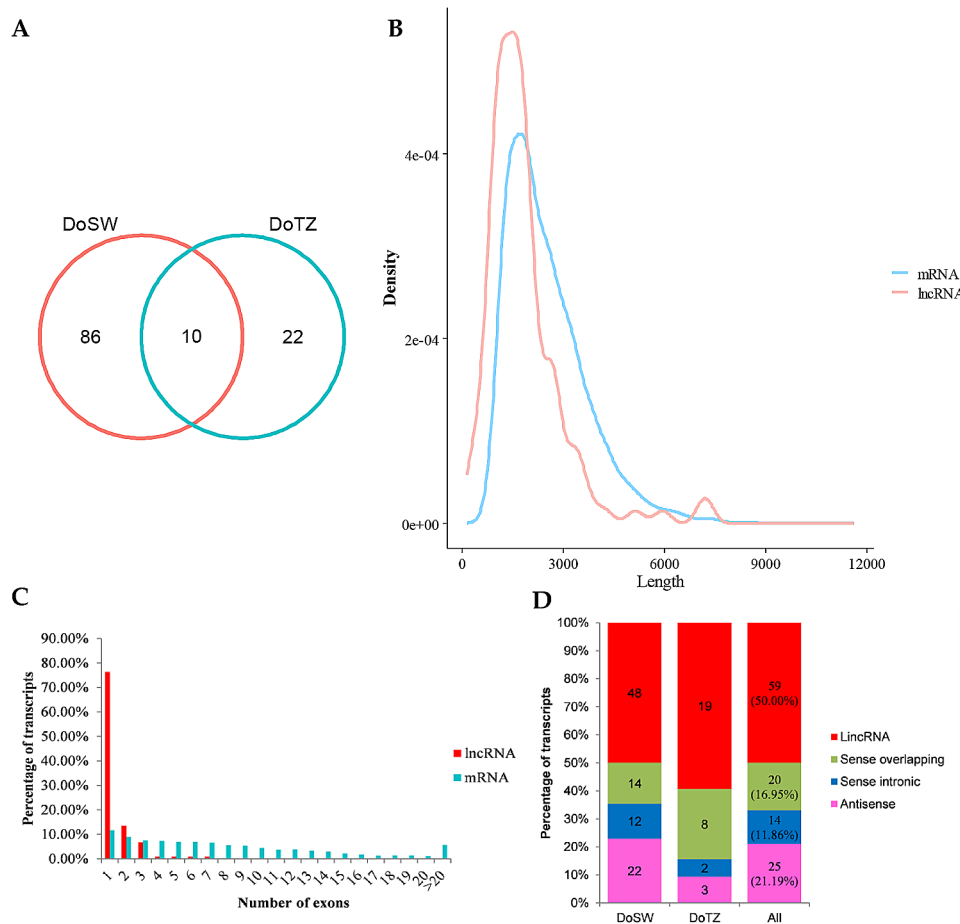 A
DoSW
DoTZ
86
10
22
B
Density
4e-04
2e-04
0e+00
0
3000
6000
9000
12000
Length
mRNA
lncRNA
C
Percentage of transcripts
90.00%
80.00%
70.00%
60.00%
50.00%
40.00%
30.00%
20.00%
10.00%
0.00%
1
2
3
4
5
6
7
8
9
10
11
12
13
14
15
16
17
18
19
20
>20
Number of exons
lncRNA
mRNA
D
Percentage of transcripts
100%
90%
80%
70%
60%
50%
40%
30%
20%
10%
0%
48
14
12
22
19
8
2
3
59
(50.00%)
20
(16.95%)
14
(11.86%)
25
(21.19%)
DoSW
DoTZ
All
LincRNA
Sense overlapping
Sense intronic
Antisense